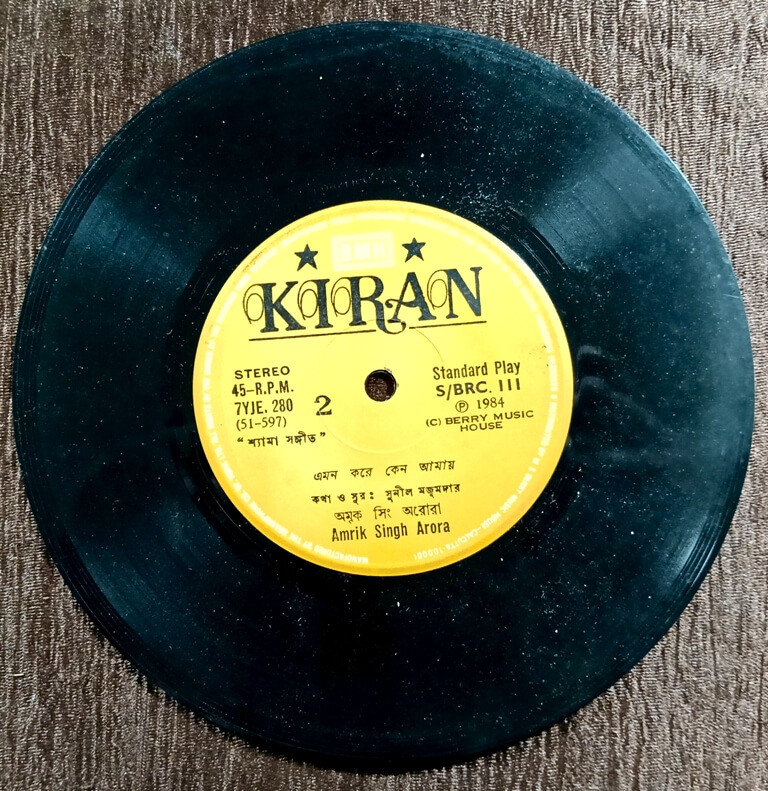 KIRAN
STEREO
45-R.P.M.
7YJE. 280
(51-597)
2
Standard Play
S/BRC. 111
Ⓟ 1984
(C) BERRY MUSIC
HOUSE
"শ্যামা সঙ্গীত"
এমন করে কেন আমায়
কথা ও সুর: সুনীল মজুমদার
অমৃক সিং অরোরা
Amrik Singh Arora